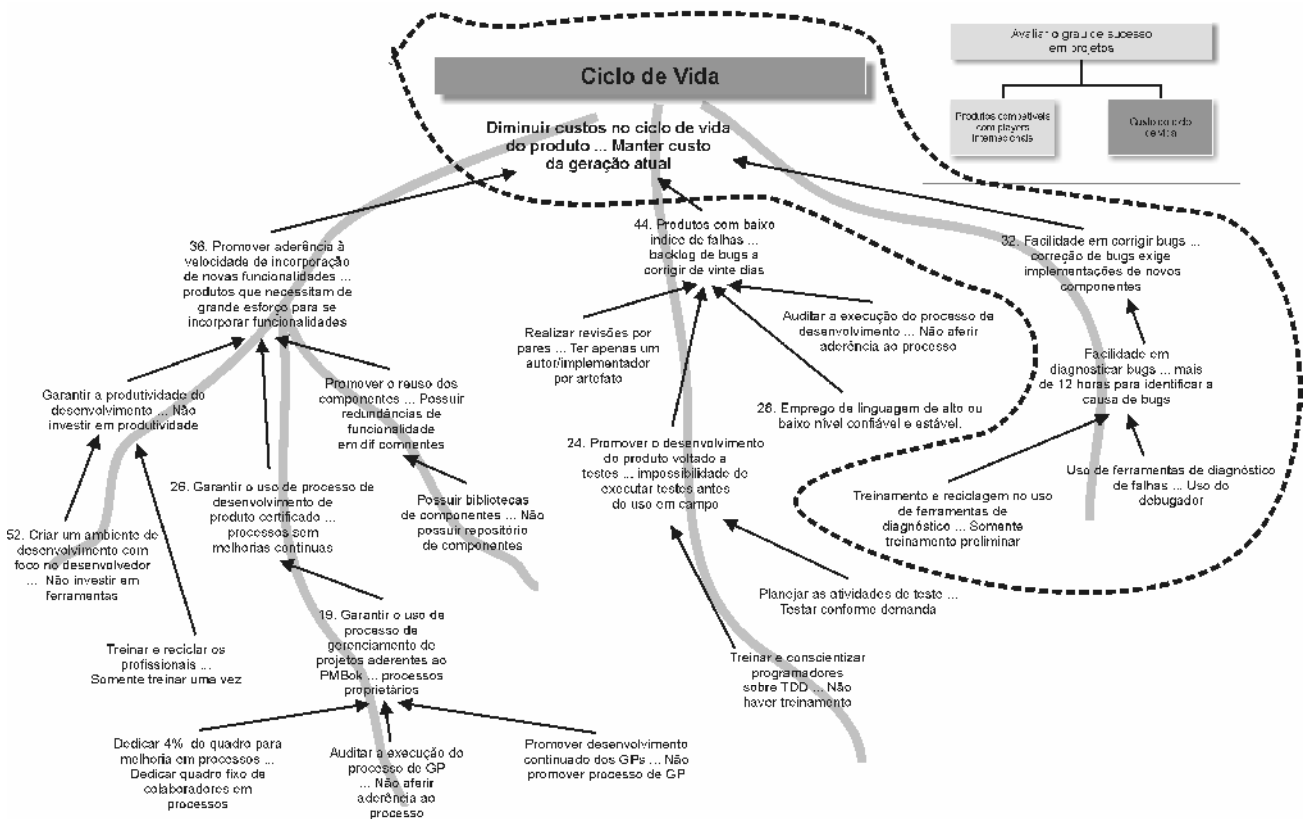 Avaliar o grau de sucesso
em projetos
Ciclo de Vida
Produtos competiveis
com players
Internacionais
Custo no ciclo
de vida
Diminuir custos no ciclo de vida
do produto ... Manter custo
da geração atual
36. Promover aderência à
velocidade de incorporação
de novas funcionalidades ...
produtos que necessitam de
grande esforço para se
incorporar funcionalidades
44. Produtos com baixo
índice de falhas ...
backlog de bugs a
corrigir de vinte dias
32. Facilidade em corrigir bugs ...
correção de bugs exige
implementações de novos
componentes
Realizar revisões por
pares ... Ter apenas um
autor/implementador
por artefato
Auditar a execução do processo de
desenvolvimento ... Não aferir
aderência ao processo
Facilidade em
diagnosticar bugs ... mais
de 12 horas para identificar a
causa de bugs
Garantir a produtividade do
desenvolvimento ... Não
investir em produtividade
Promover o reuso dos
componentes ... Possuir
redundâncias de
funcionalidade
em dif comnentes
28. Emprego de linguagem de alto ou
baixo nível confiável e estável.
24. Promover o desenvolvimento
do produto voltado a
testes ... impossibilidade de
executar testes antes
do uso em campo
26. Garantir o uso de processo de
desenvolvimento de
produto certificado ...
processos sem
melhorias continuas
Possuir bibliotecas
de componentes ... Não
possuir repositório
de componentes
Treinamento e reciclagem no uso
de ferramentas de
diagnóstico ... Somente
treinamento preliminar
Uso de ferramentas de diagnóstico
de falhas ... Uso do
debugador
52. Criar um ambiente de
desenvolvimento com
foco no desenvolvedor
... Não investir em
ferramentas
Planejar as atividades de teste ...
Testar conforme demanda
Treinar e reciclar os
profissionais ...
Somente treinar uma vez
19. Garantir o uso de
processo de
gerenciamento de
projetos aderentes ao
PMBok ... processos
proprietários
Treinar e conscientizar
programadores
sobre TDD ... Não
haver treinamento
Dedicar 4% do quadro para
melhoria em processos ...
Dedicar quadro fixo de
colaboradores em
processos
Auditar a execução do
processo de GP
... Não aferir
aderência ao
processo
Promover desenvolvimento
continuado dos GPs ... Não
promover processo de GP